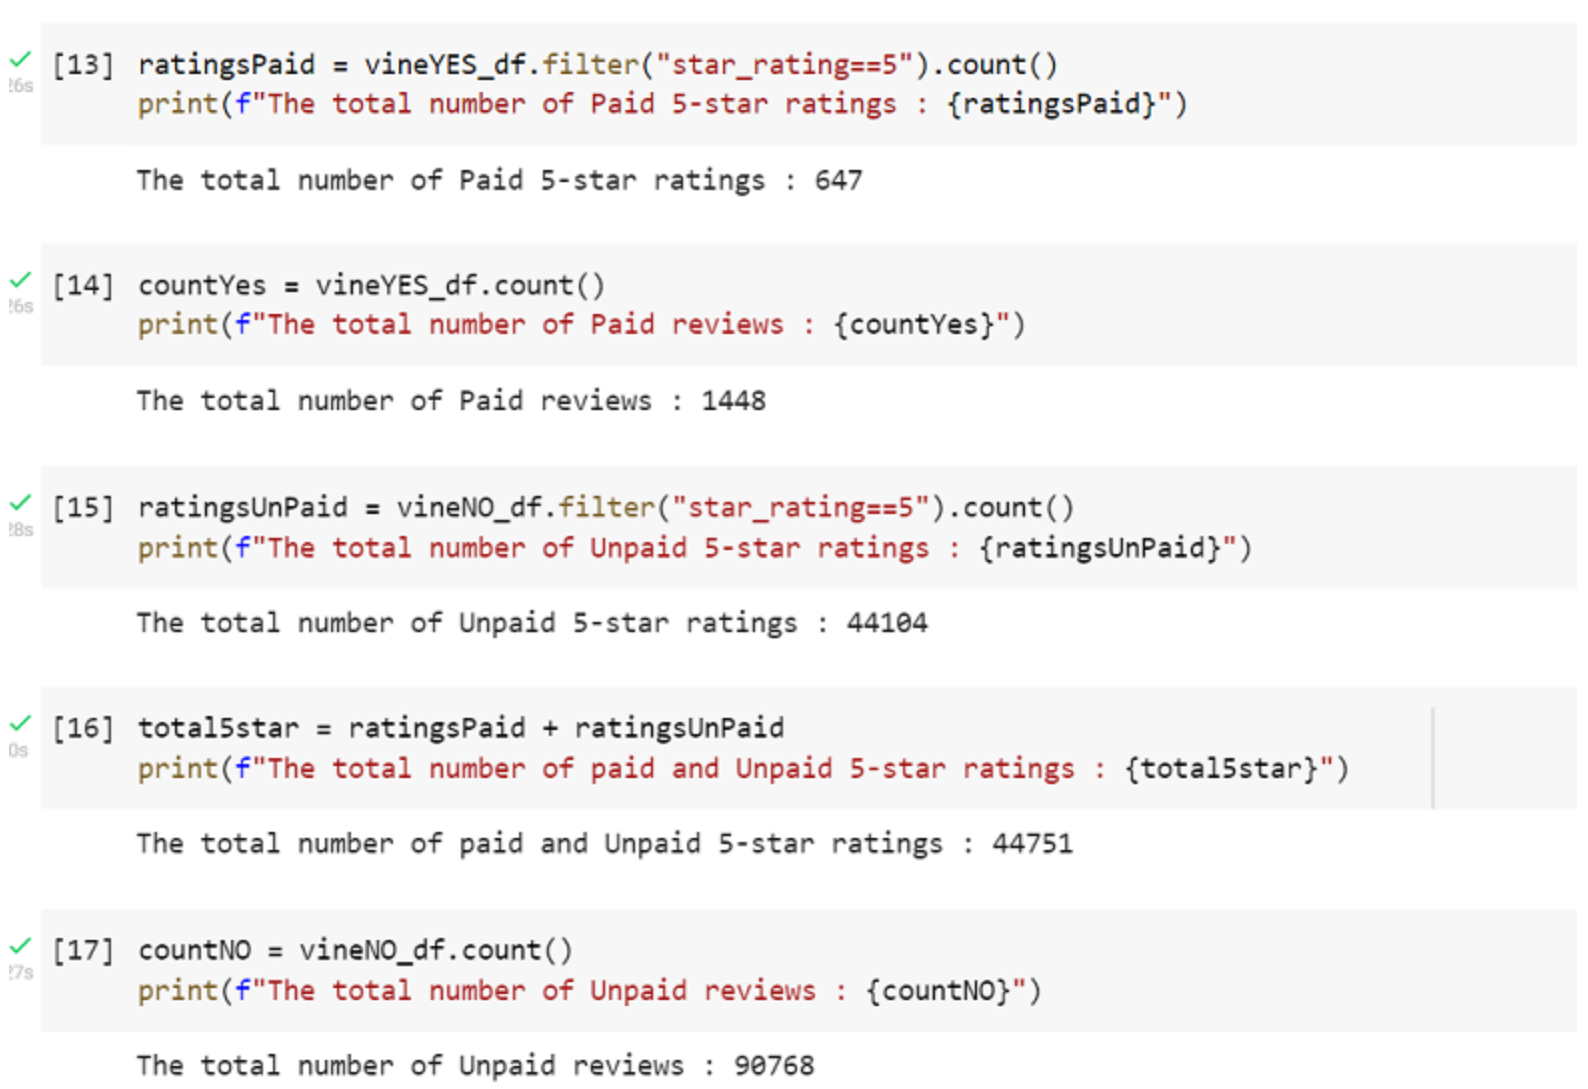 [13] ratingsPaid = vineYES_df.filter("star_rating==5").count()
26s
print(f"The total number of Paid 5-star ratings : {ratingsPaid}")
The total number of Paid 5-star ratings : 647
[14] countYes = vineYES_df.count()
26s
print(f"The total number of Paid reviews : {countYes}")
The total number of Paid reviews : 1448
[15] ratingsUnPaid = vineNO_df.filter("star_rating==5").count()
28s
print(f"The total number of Unpaid 5-star ratings : {ratingsUnPaid}")
The total number of Unpaid 5-star ratings : 44104
[16] total5star = ratingsPaid + ratingsUnPaid
0s
print(f"The total number of paid and Unpaid 5-star ratings : {total5star}")
The total number of paid and Unpaid 5-star ratings : 44751
[17] countNO = vineNO_df.count()
27s
print(f"The total number of Unpaid reviews : {countNO}")
The total number of Unpaid reviews : 90768